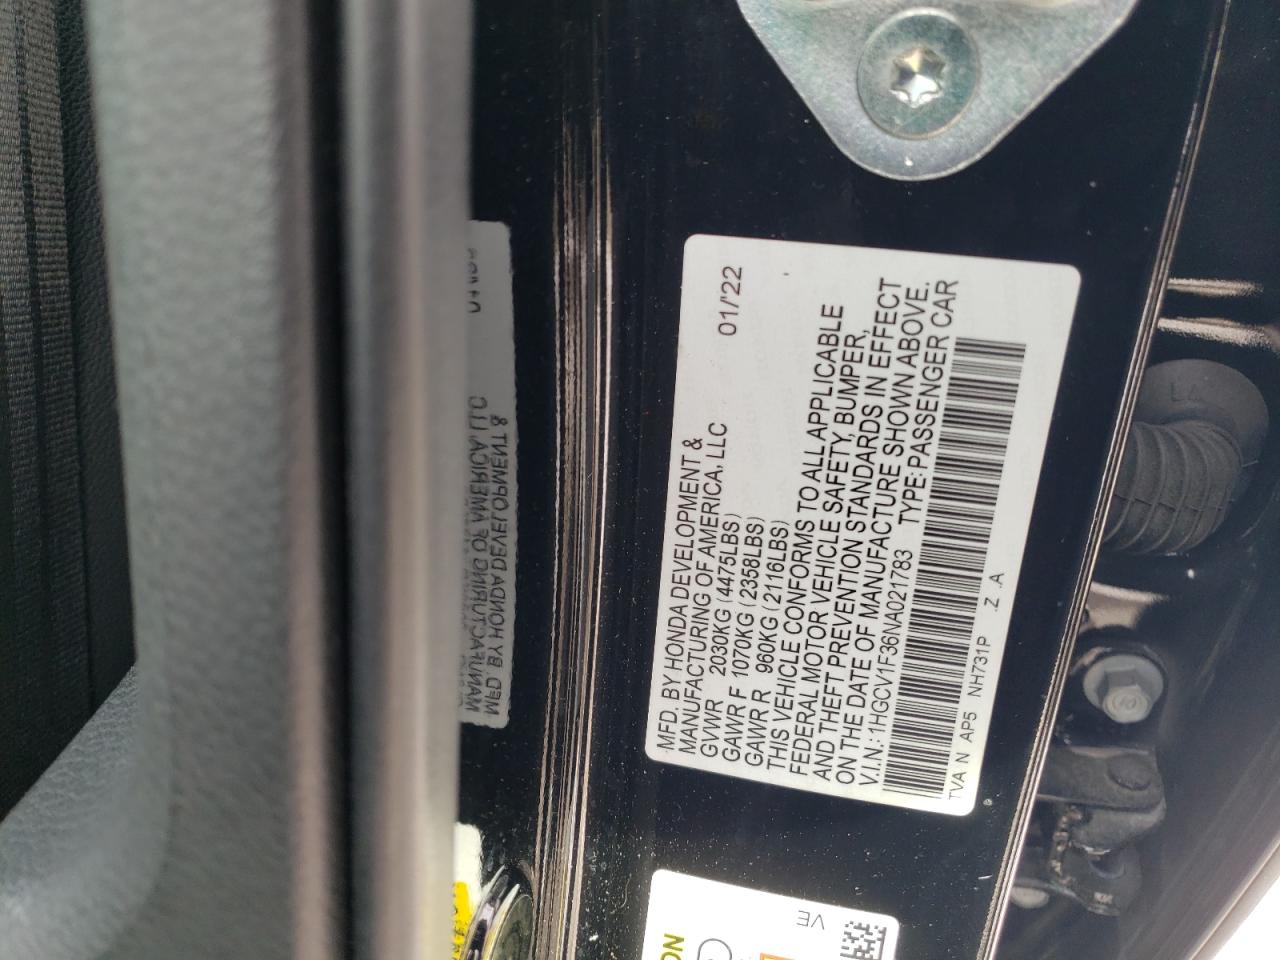 MFD. BY HONDA DEVELOPMENT &
MANUFACTURING OF AMERICA, LLC 01/'22
GVWR 2030KG (4475LBS)
GAWR F 1070KG (2358LBS)
GAWR R 960KG (2116LBS)
THIS VEHICLE CONFORMS TO ALL APPLICABLE
FEDERAL MOTOR VEHICLE SAFETY, BUMPER,
AND THEFT PREVENTION STANDARDS IN EFFECT
ON THE DATE OF MANUFACTURE SHOWN ABOVE.
V.I.N.: 1HGCV1F36NA021783 TYPE: PASSENGER CAR
TVA N AP5 NH731P .Z .A
MFD. BY HONDA DEVELOPMENT &
MANUFACTURING OF AMERICA LLC
VE